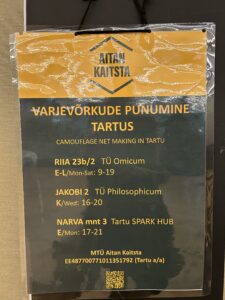 AITAN
KAITSTA
VARJEVÕRKUDE PUNUMINE
TARTUS
CAMOUFLAGE NET MAKING IN TARTU
RIIA 23b/2 TÜ Omicum
E-L/Mon-Sat: 9-19
JAKOBI 2 TÜ Philosophicum
K/Wed: 16-20
NARVA mnt 3 Tartu SPARK HUB
E/Mon: 17-21
MTÜ Aitan Kaitsta
EE487700771011351792 (Tartu a/a)